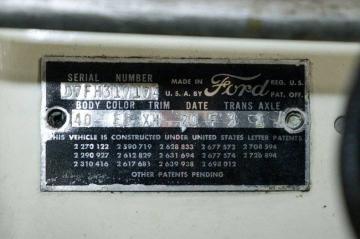 SERIAL NUMBER
MADE IN Ford REG. U.S.
D7FH317174
U.S.A. BY PAT. OFF.
BODY COLOR TRIM DATE TRANS AXLE
40
THIS VEHICLE IS CONSTRUCTED UNDER UNITED STATES LETTER PATENTS
2 270 122 2 590 719 2 628 833 2 677 572 2 708 594
2 290 927 2 612 829 2 631 694 2 677 574 2 726 894
2 310 416 2 617 681 2 639 938 2 698 012
OTHER PATENTS PENDING